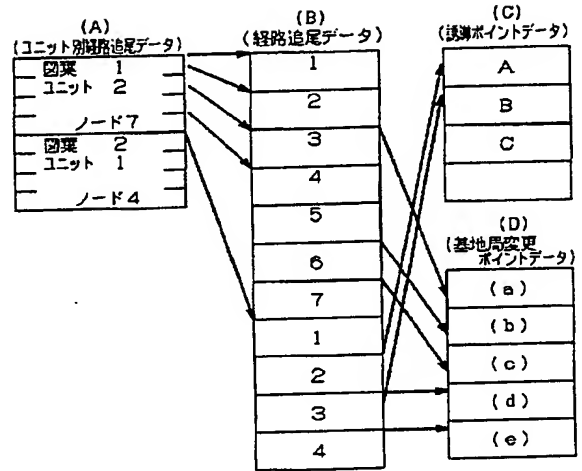 (A)
(ユニット別経路追尾データ)
図葉 1
ユニット 2
ノード7
図葉 2
ユニット 1
ノード4
(B)
(経路追尾データ)
1
2
3
4
5
6
7
1
2
3
4
(C)
(誘導ポイントデータ)
A
B
C
(D)
(基地局変更
ポイントデータ)
(a)
(b)
(c)
(d)
(e)